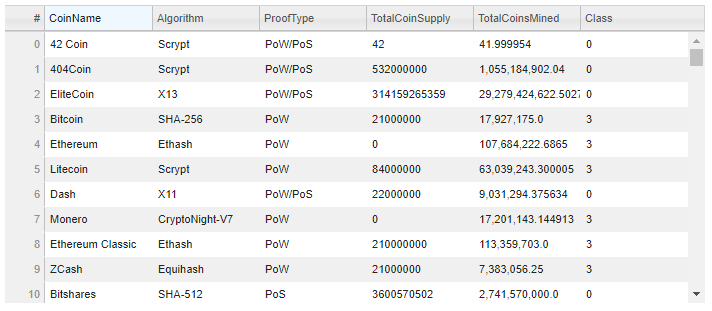 # CoinName Algorithm ProofType TotalCoinSupply TotalCoinsMined Class
0 42 Coin Scrypt PoW/PoS 42 41.999954 0
1 404Coin Scrypt PoW/PoS 532000000 1,055,184,902.04 0
2 EliteCoin X13 PoW/PoS 314159265359 29,279,424,622.5027 0
3 Bitcoin SHA-256 PoW 21000000 17,927,175.0 3
4 Ethereum Ethash PoW 0 107,684,222.6865 3
5 Litecoin Scrypt PoW 84000000 63,039,243.300005 3
6 Dash X11 PoW/PoS 22000000 9,031,294.375634 0
7 Monero CryptoNight-V7 PoW 0 17,201,143.144913 3
8 Ethereum Classic Ethash PoW 210000000 113,359,703.0 3
9 ZCash Equihash PoW 21000000 7,383,056.25 3
10 Bitshares SHA-512 PoS 3600570502 2,741,570,000.0 0